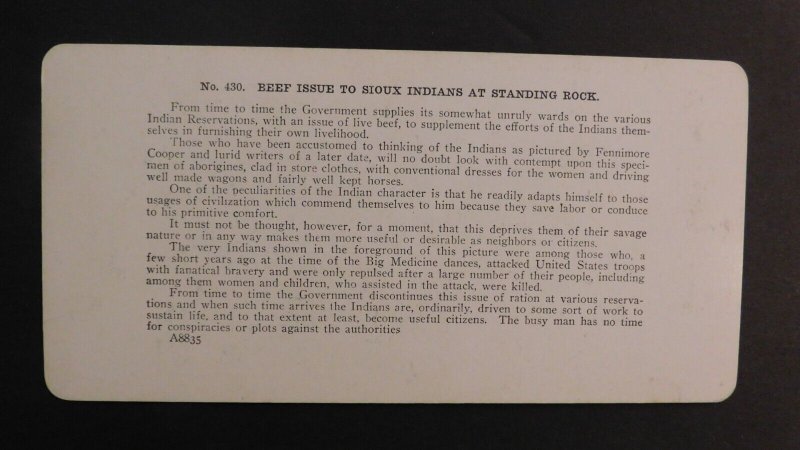 No. 430. BEEF ISSUE TO SIOUX INDIANS AT STANDING ROCK.
From time to time the Government supplies its somewhat unruly wards on the various
Indian Reservations, with an issue of live beef, to supplement the efforts of the Indians them-
selves in furnishing their own livelihood.
Those who have been accustomed to thinking of the Indians as pictured by Fennimore
Cooper and lurid writers of a later date, will no doubt look with contempt upon this speci-
men of aborigines, clad in store clothes, with conventional dresses for the women and driving
well made wagons and fairly well kept horses.
One of the peculiarities of the Indian character is that he readily adapts himself to those
usages of civilization which commend themselves to him because they save labor or conduce
to his primitive comfort.
It must not be thought, however, for a moment, that this deprives them of their savage
nature or in any way makes them more useful or desirable as neighbors or citizens.
The very Indians shown in the foreground of this picture were among those who, a
few short years ago at the time of the Big Medicine dances, attacked United States troops
with fanatical bravery and were only repulsed after a large number of their people, including
among them women and children, who assisted in the attack, were killed.
From time to time the Government discontinues this issue of ration at various reserva-
tions and when such time arrives the Indians are, ordinarily, driven to some sort of work to
sustain life, and to that extent at least, become useful citizens. The busy man has no time
for conspiracies or plots against the authorities
A8835